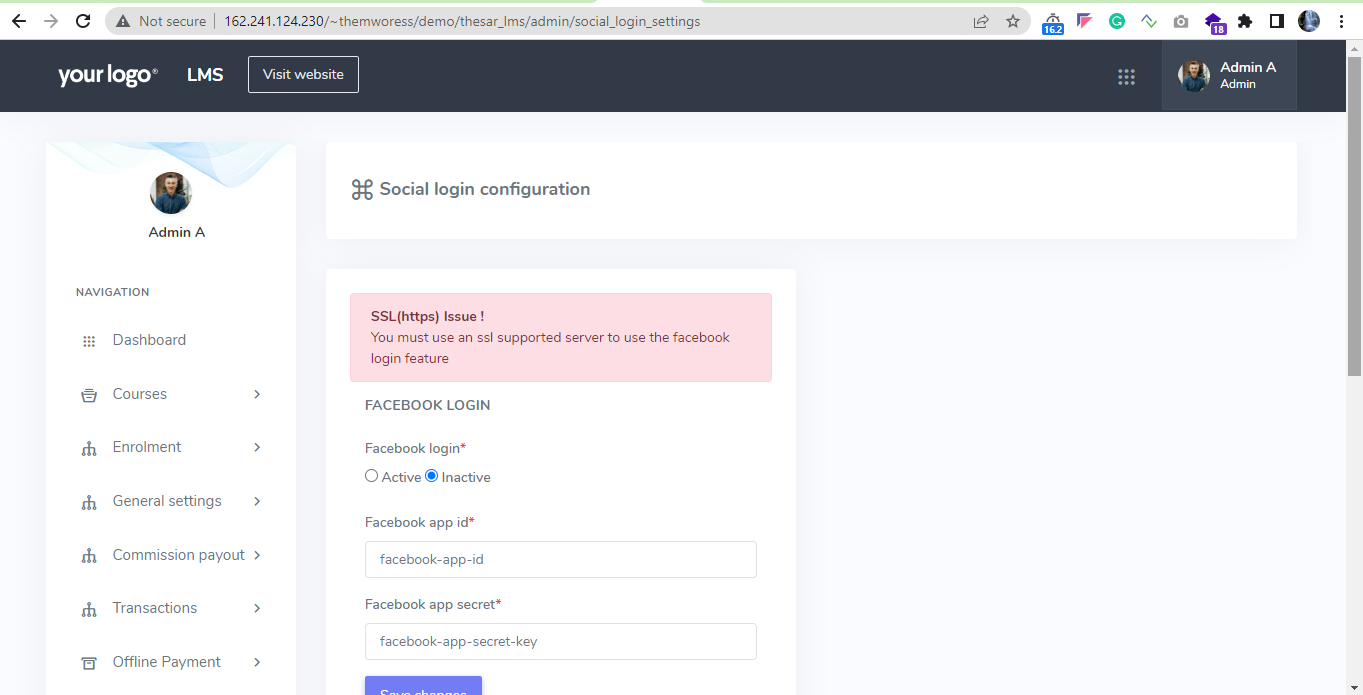 Not secure
162.241.124.230/~themworess/demo/thesar_lms/admin/social_login_settings
16.2
18
your logo®
LMS
Visit website
Admin A
Admin
Admin A
NAVIGATION
Dashboard
Courses
Enrolment
General settings
Commission payout
Transactions
Offline Payment
Social login configuration
SSL(https) Issue !
You must use an ssl supported server to use the facebook
login feature
FACEBOOK LOGIN
Facebook login*
Active Inactive
Facebook app id*
facebook-app-id
Facebook app secret*
facebook-app-secret-key
Save changes